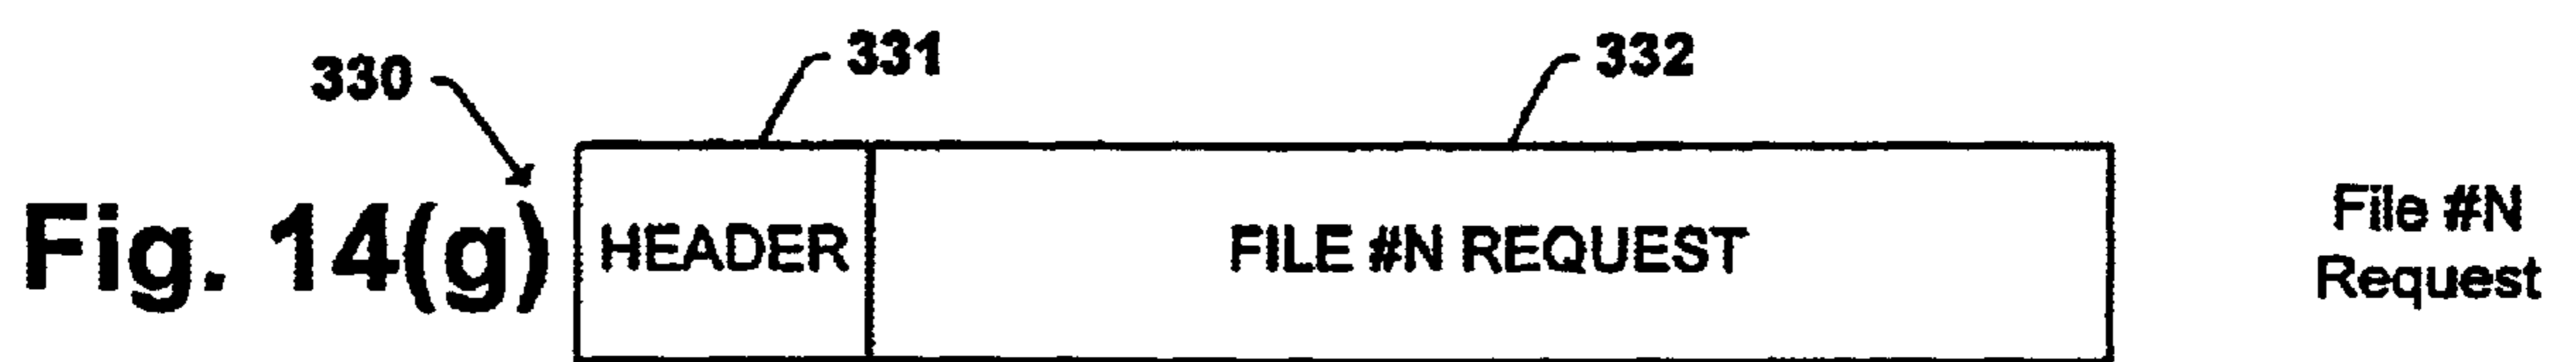 330
331
332
Fig. 14(g)
HEADER
FILE #N REQUEST
File #N
Request